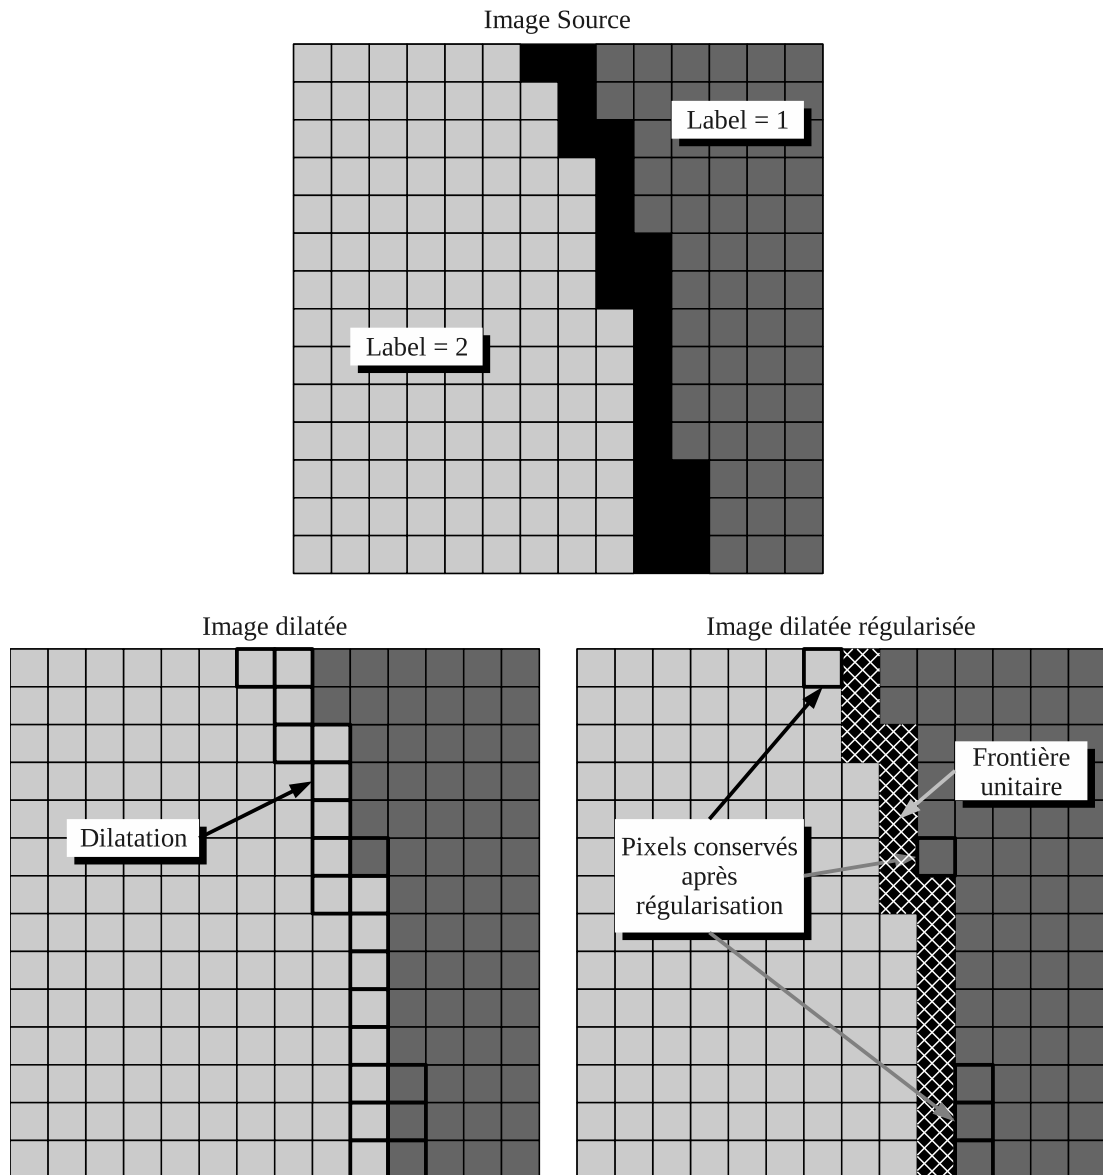 Image Source
Label = 1
Label = 2
Image dilatée
Dilatation
Image dilatée régularisée
Frontière
unitaire
Pixels conservés
après
régularisation